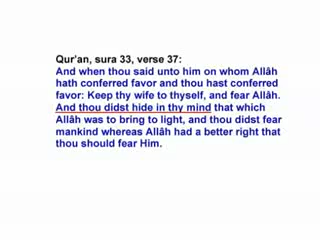 Qur'an, sura 33, verse 37:
And when thou said unto him on whom Allâh
hath conferred favor and thou hast conferred
favor: Keep thy wife to thyself, and fear Allâh.
And thou didst hide in thy mind that which
Allâh was to bring to light, and thou didst fear
mankind whereas Allâh had a better right that
thou should fear Him.